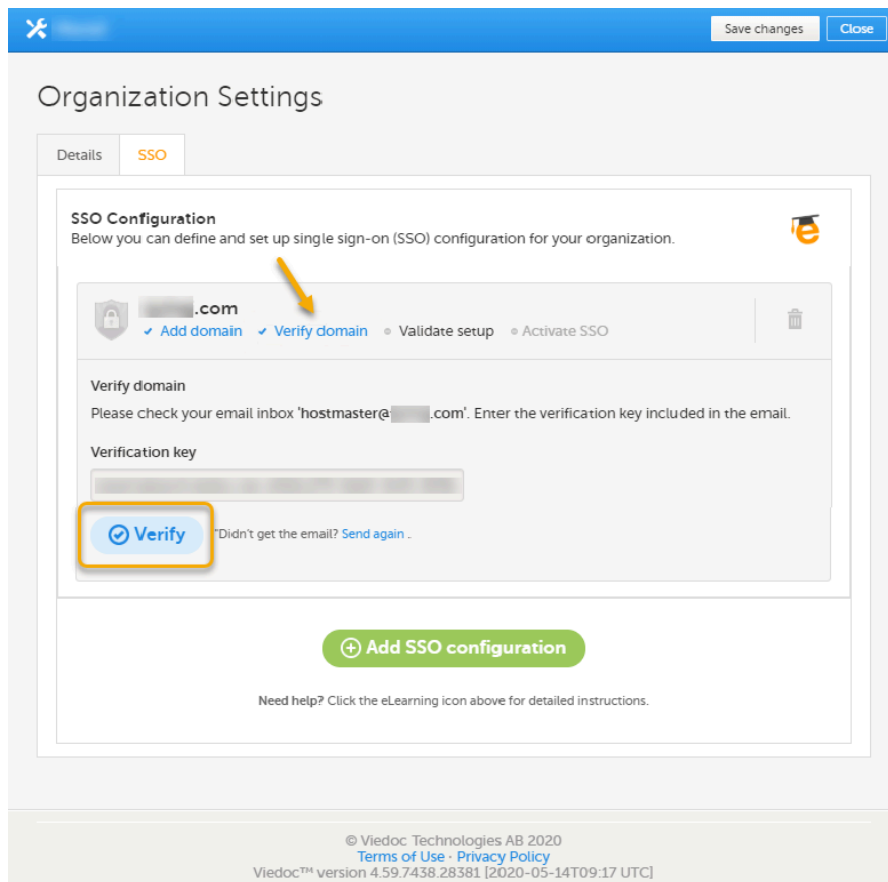 Save changes
Close
Organization Settings
Details
SSO
SSO Configuration
Below you can define and set up single sign-on (SSO) configuration for your organization.
.com
Add domain Verify domain Validate setup Activate SSO
Verify domain
Please check your email inbox 'hostmaster@ .com'. Enter the verification key included in the email.
Verification key
Verify
*Didn't get the email? Send again .
Add SSO configuration
Need help? Click the eLearning icon above for detailed instructions.
© Viedoc Technologies AB 2020
Terms of Use · Privacy Policy
Viedoc™ version 4.59.7438.28381 [2020-05-14T09:17 UTC]